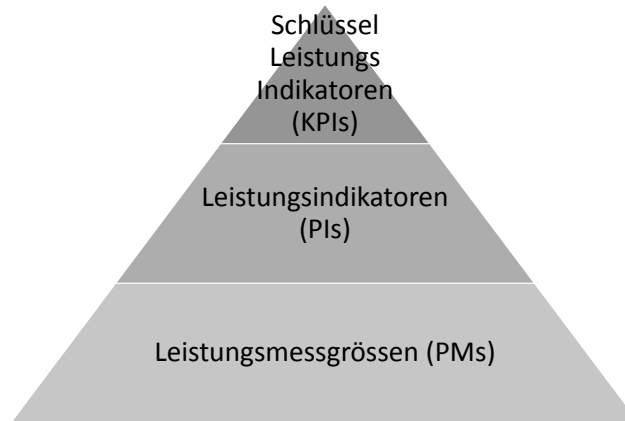 Schlüssel
Leistungs
Indikatoren
(KPIs)
Leistungsindikatoren
(PIs)
Leistungsmessgrössen (PMs)